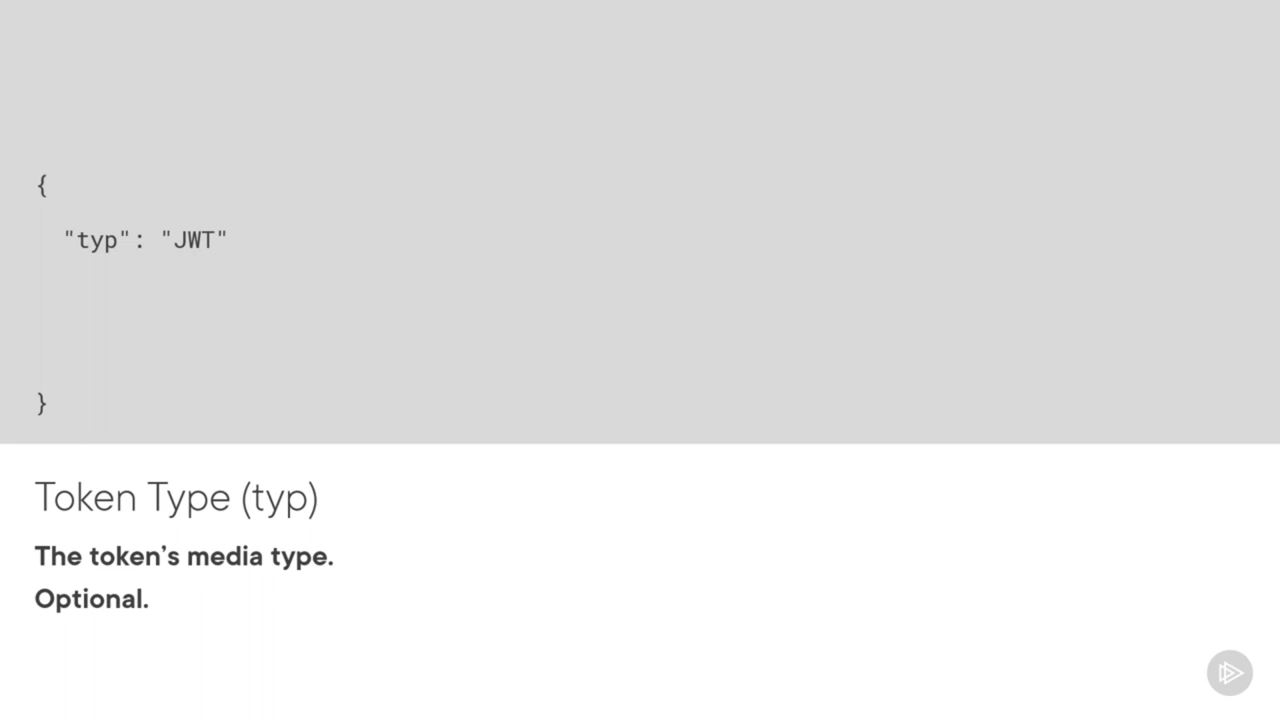 {
"typ": "JWT"
}
Token Type (typ)
The token’s media type.
Optional.